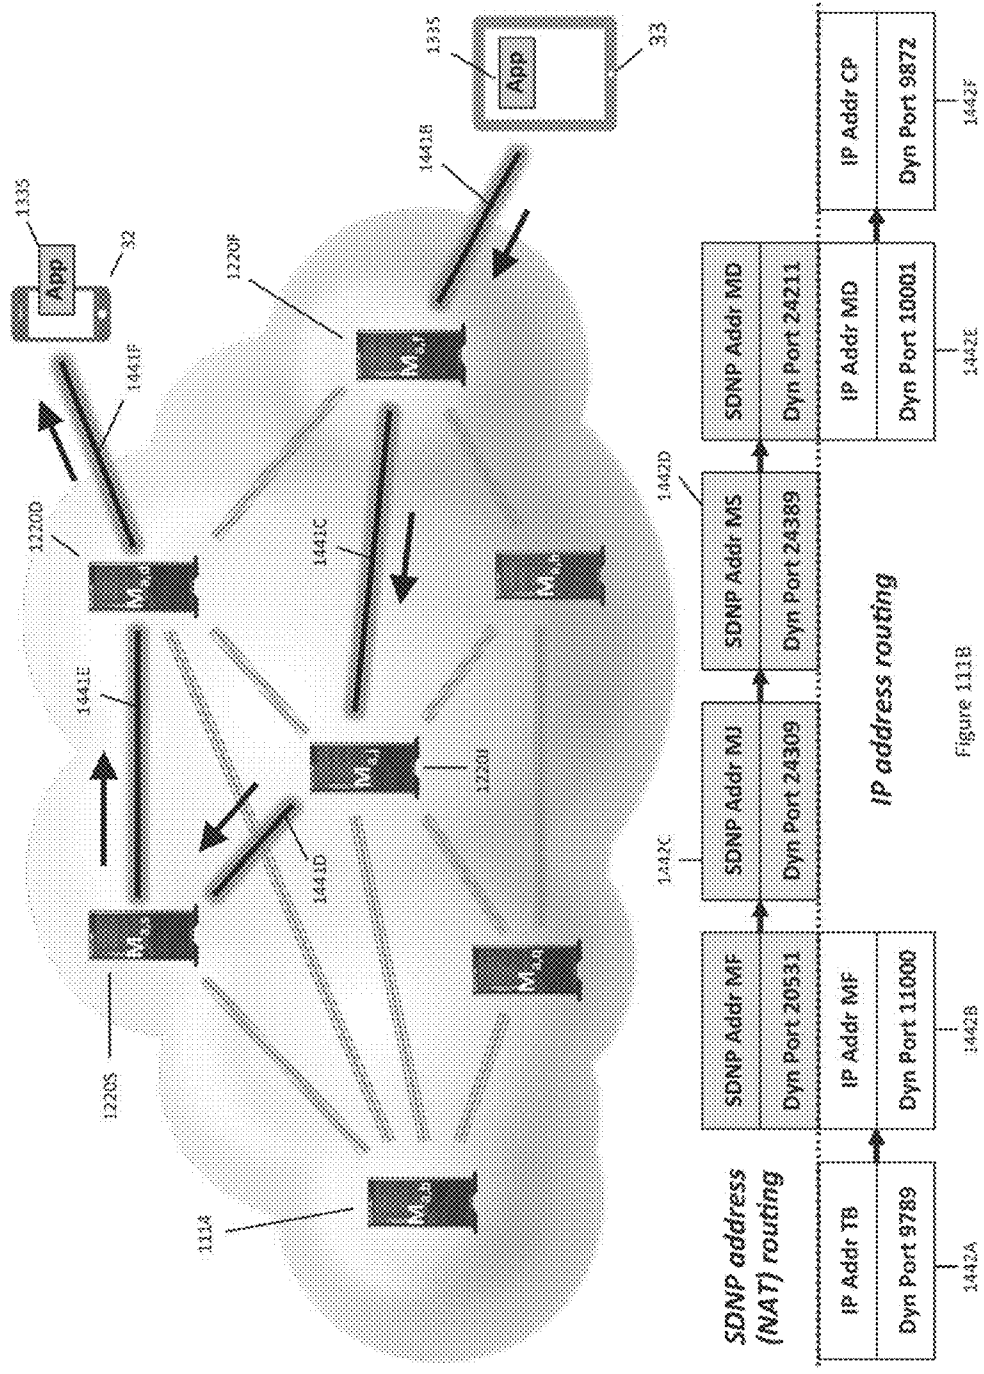 1335
App
32
1220D
1441F
1441E
1220S
1220F
1441C
1441D
1220J
1441B
1335
App
33
1442C
1442D
SDNP address
(NAT) routing
SDNP Addr MF
Dyn Port 20531
SDNP Addr MJ
Dyn Port 24309
SDNP Addr MS
Dyn Port 24389
SDNP Addr MD
Dyn Port 24211
IP Addr TB
Dyn Port 9789
IP Addr MF
Dyn Port 11000
IP address routing
IP Addr MD
Dyn Port 10001
IP Addr CP
Dyn Port 9872
1442A
1442B
1442E
1442F
Figure 111B